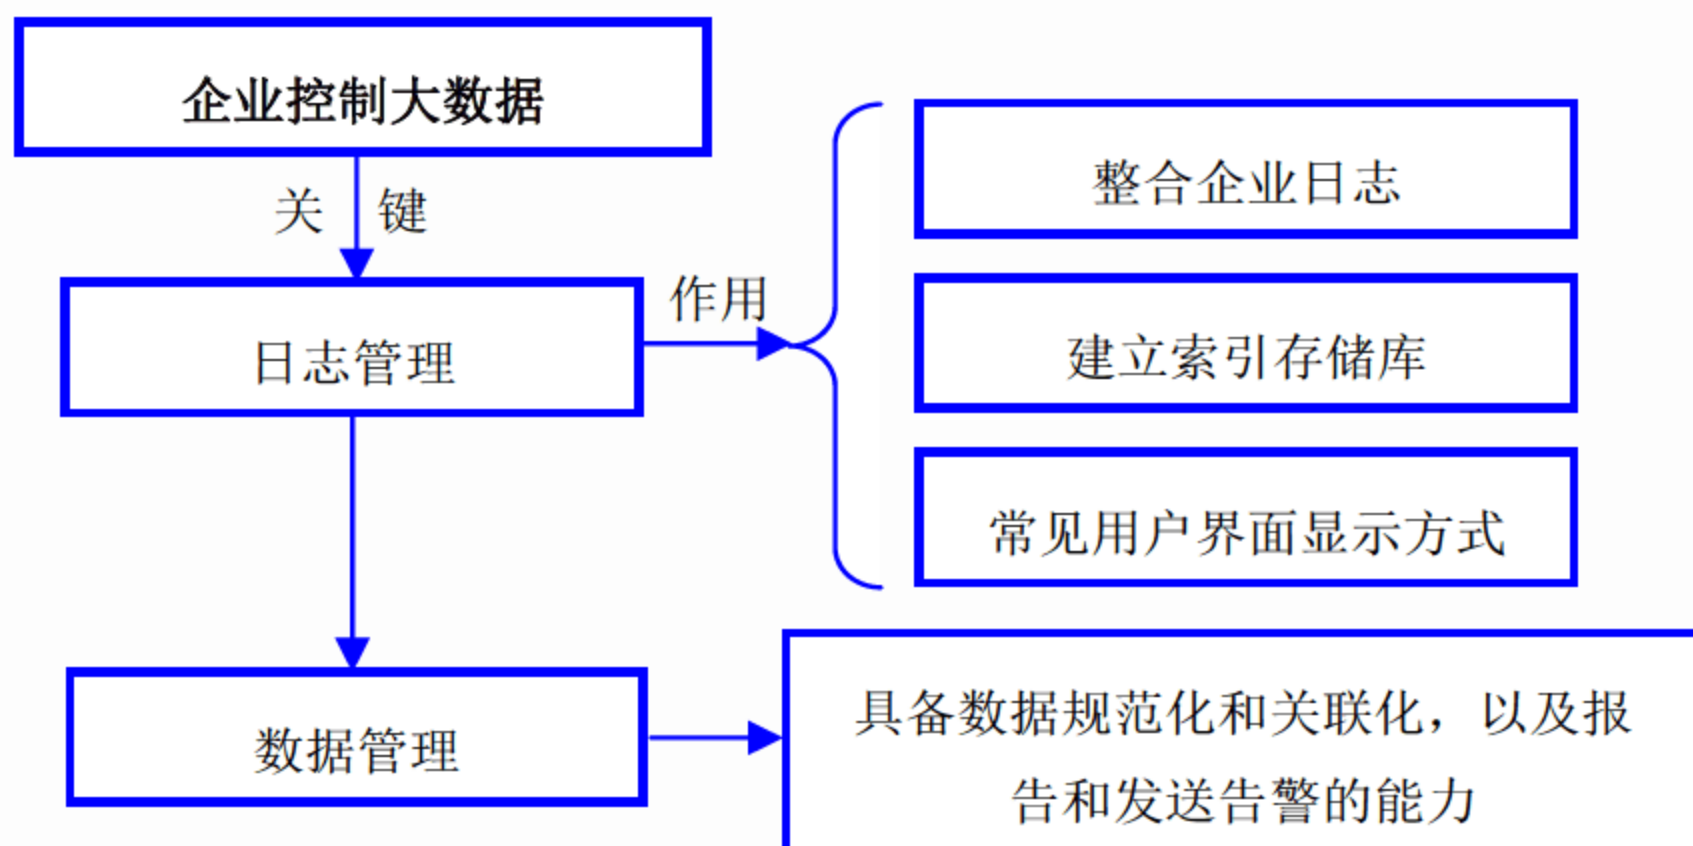 企业控制大数据
关 键
日志管理
作用
整合企业日志
建立索引存储库
常见用户界面显示方式
数据管理
具备数据规范化和关联化，以及报
告和发送告警的能力